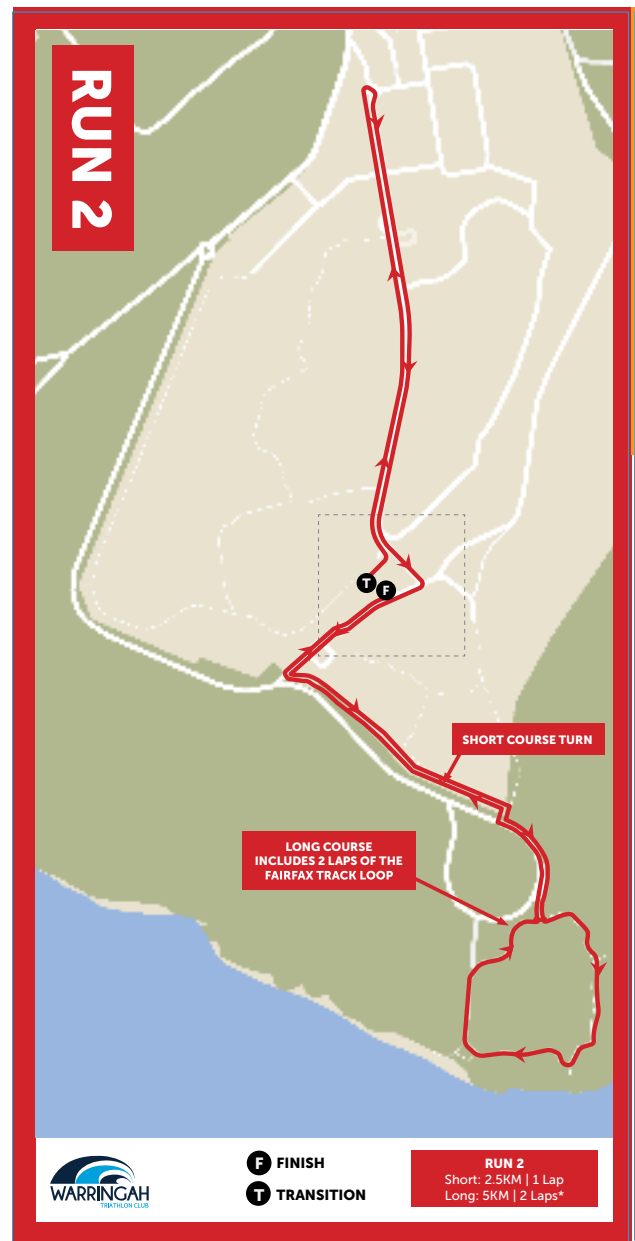 RUN 2
T
F
SHORT COURSE TURN
LONG COURSE
INCLUDES 2 LAPS OF THE
FAIRFAX TRACK LOOP
WARRINGAH
TRIATHLON CLUB
F FINISH
T TRANSITION
RUN 2
Short: 2.5KM | 1 Lap
Long: 5KM | 2 Laps*